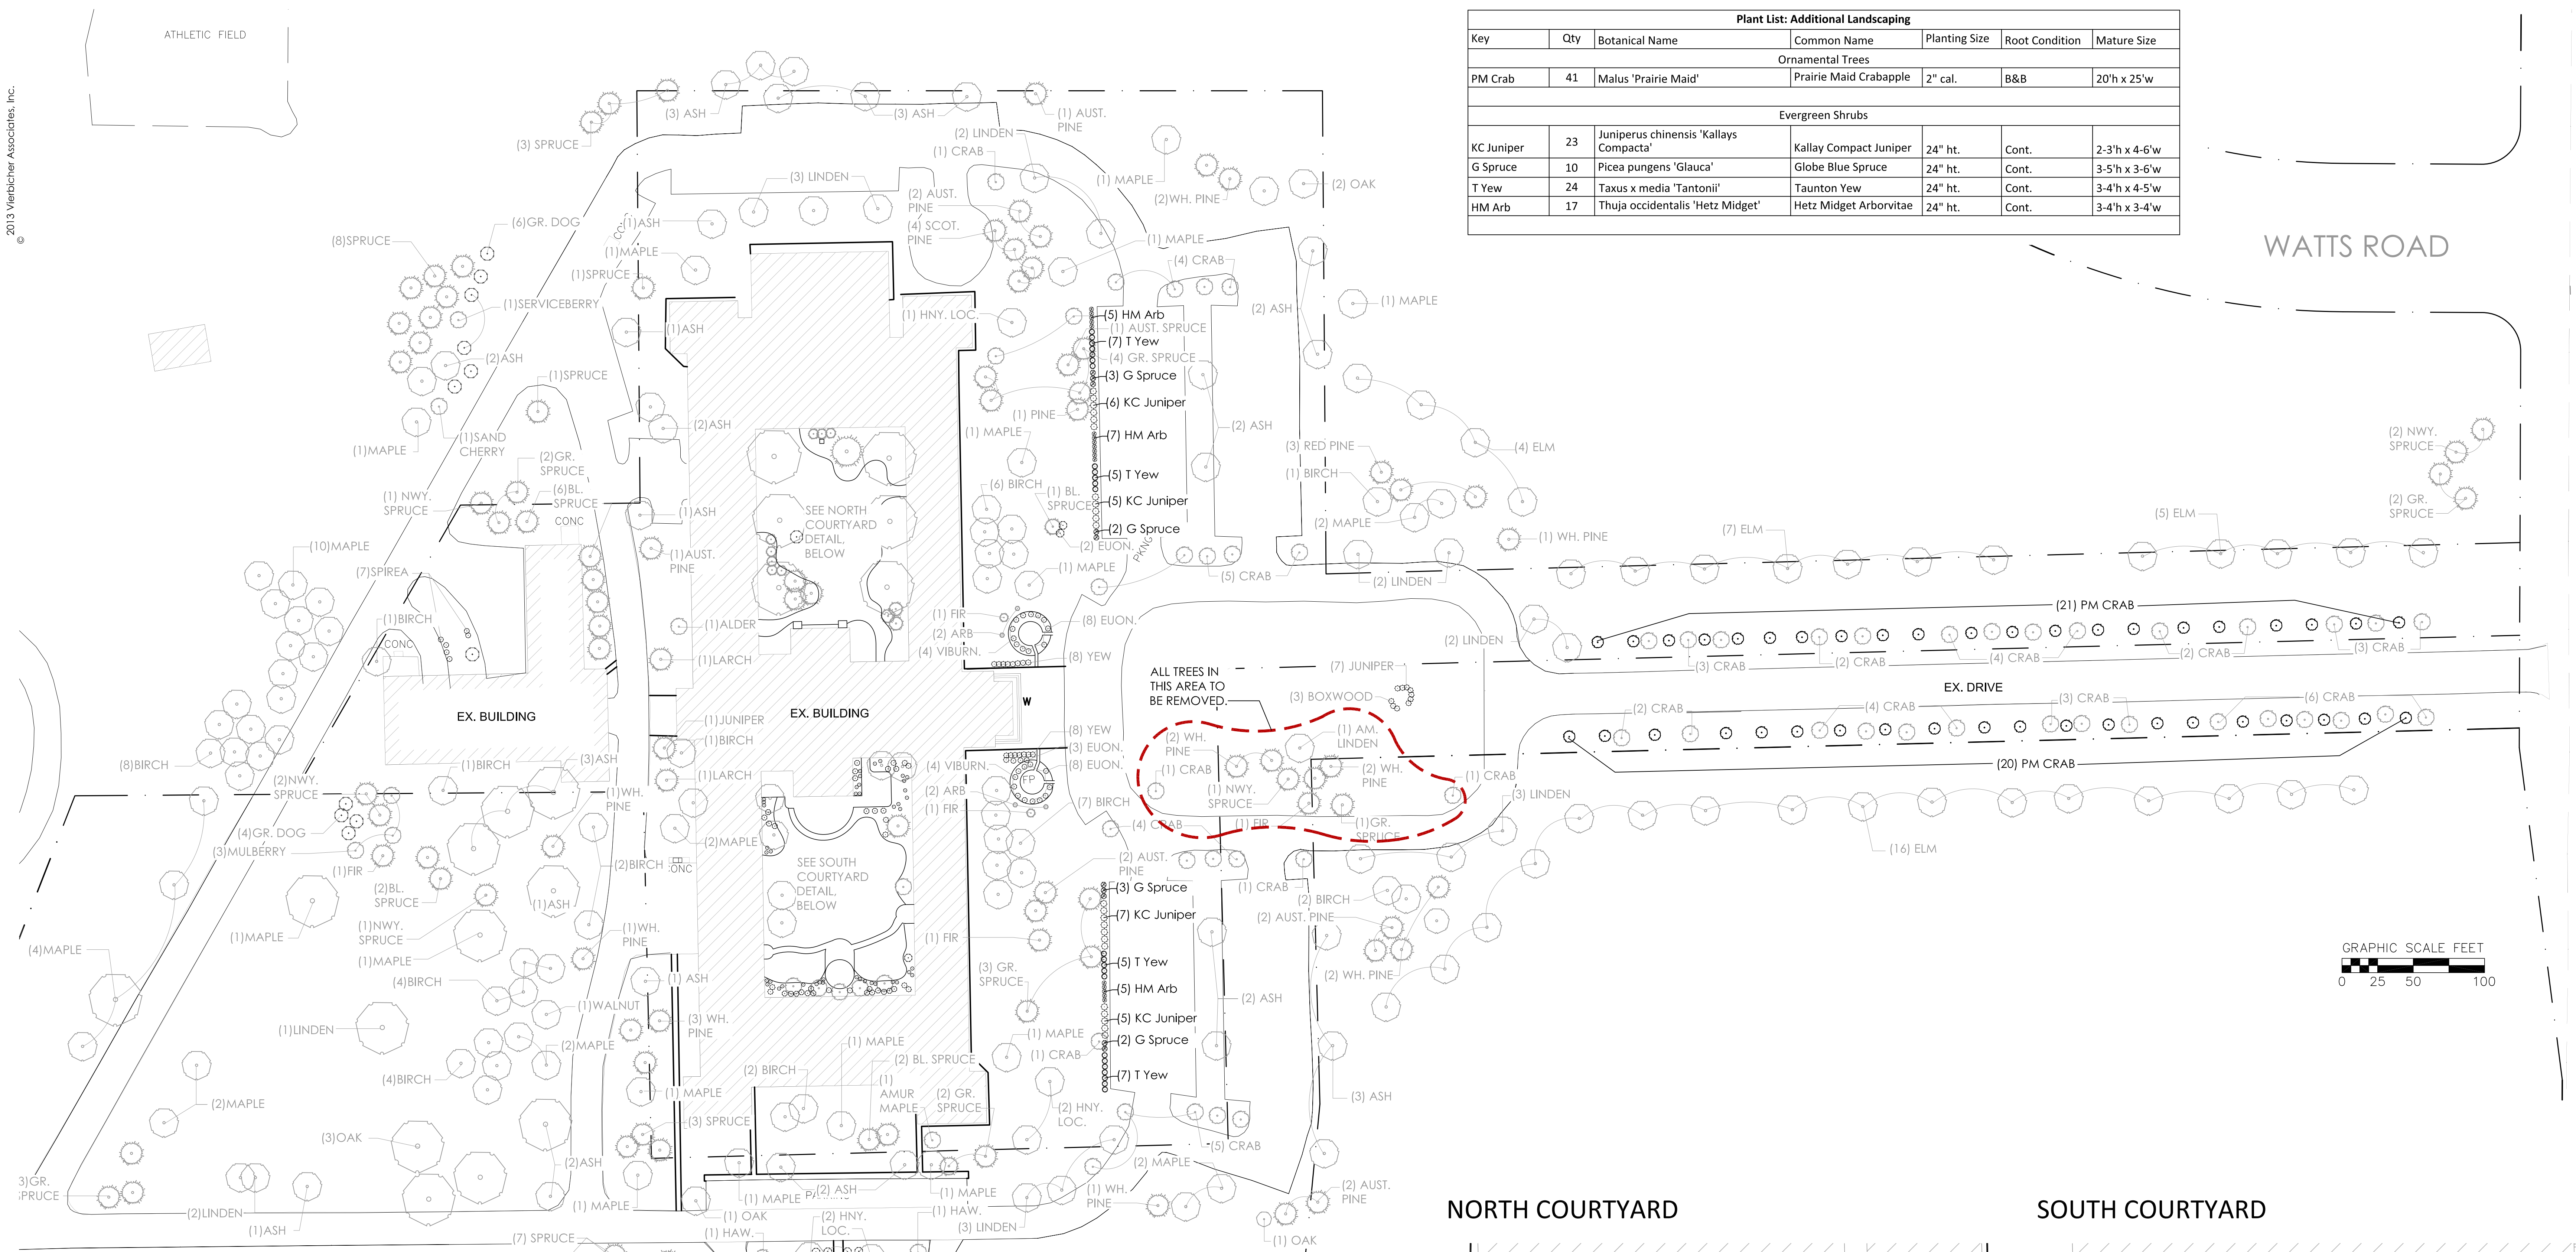 ATHLETIC FIELD
© 2013 Vierbicher Associates, Inc.
Plant List: Additional Landscaping
Key Qty Botanical Name Common Name Planting Size Root Condition Mature Size
Ornamental Trees
PM Crab 41 Malus 'Prairie Maid' Prairie Maid Crabapple 2" cal. B&B 20'h x 25'w
Evergreen Shrubs
KC Juniper 23 Juniperus chinensis 'Kallays Compacta' Kallay Compact Juniper 24" ht. Cont. 2-3'h x 4-6'w
G Spruce 10 Picea pungens 'Glauca' Globe Blue Spruce 24" ht. Cont. 3-5'h x 3-6'w
T Yew 24 Taxus x media 'Tantonii' Taunton Yew 24" ht. Cont. 3-4'h x 4-5'w
HM Arb 17 Thuja occidentalis 'Hetz Midget' Hetz Midget Arborvitae 24" ht. Cont. 3-4'h x 3-4'w
WATTS ROAD
(3) SPRUCE
(3) ASH
(3) ASH
(1) AUST.
PINE
(2) LINDEN
(1) CRAB
(3) LINDEN
(1) MAPLE
(2)WH. PINE
(2) OAK
(2) AUST.
PINE
(4) SCOT.
PINE
(1) MAPLE
(4) CRAB
(6)GR. DOG
(8)SPRUCE
(1)ASH
(1)MAPLE
(1)SPRUCE
(1)SERVICEBERRY
(1)ASH
(2)ASH
(1)SPRUCE
(1)MAPLE
(1)SAND
CHERRY
(2)ASH
(2)GR.
SPRUCE
(6)BL.
SPRUCE
(1) NWY.
SPRUCE
CONC
(1)ASH
(1)AUST.
PINE
(10)MAPLE
(7)SPIREA
(1)BIRCH
CONC
(1)ALDER
(1)LARCH
(1) HNY. LOC.
(5) HM Arb
(1) AUST. SPRUCE
(7) T Yew
(4) GR. SPRUCE
(3) G Spruce
(6) KC Juniper
(1) PINE
(1) MAPLE
(7) HM Arb
(5) T Yew
(6) BIRCH
(1) BL.
SPRUCE
(5) KC Juniper
(2) G Spruce
(2) EUON.
PKNG
(1) MAPLE
(5) CRAB
(2) ASH
(1) MAPLE
(2) ASH
(3) RED PINE
(1) BIRCH
(4) ELM
(2) MAPLE
(1) WH. PINE
(2) LINDEN
(7) ELM
(5) ELM
(2) NWY.
SPRUCE
(2) GR.
SPRUCE
SEE NORTH
COURTYARD
DETAIL.
BELOW
(1) FIR
(2) ARB
(4) VIBURN.
(8) EUON.
(8) YEW
W
EX. BUILDING
EX. BUILDING
ALL TREES IN
THIS AREA TO
BE REMOVED.
(7) JUNIPER
(3) BOXWOOD
(2) LINDEN
(21) PM CRAB
(3) CRAB
(2) CRAB
(4) CRAB
(2) CRAB
(3) CRAB
EX. DRIVE
(2) CRAB
(4) CRAB
(3) CRAB
(6) CRAB
(20) PM CRAB
(2) WH.
PINE
(1) AM.
LINDEN
(1) CRAB
(2) WH.
PINE
(1) NWY.
SPRUCE
(1) FIR
(1)GR.
SPRUCE
(1) CRAB
(3) LINDEN
(16) ELM
(8) YEW
(3) EUON.
(8) EUON.
(4) VIBURN.
FP
(2) ARB
(1) FIR
(7) BIRCH
(4) CRAB
(1)JUNIPER
(1)BIRCH
(1)LARCH
(2)MAPLE
(8)BIRCH
(2)NWY.
SPRUCE
(1)BIRCH
(3)ASH
(1)WH.
PINE
(4)GR. DOG
(3)MULBERRY
(1)FIR
(2)BL.
SPRUCE
(2)BIRCH
(1)ASH
(1)NWY.
SPRUCE
(1)MAPLE
(1)MAPLE
(4)MAPLE
(1)WH.
PINE
(4)BIRCH
(1)WALNUT
(1)LINDEN
(2)MAPLE
(4)BIRCH
(2)MAPLE
(3)OAK
(2)ASH
(2)LINDEN
(1)ASH
SEE SOUTH
COURTYARD
DETAIL.
BELOW
(2) AUST.
PINE
(1) FIR
(3) GR.
SPRUCE
(3) G Spruce
(7) KC Juniper
(5) T Yew
(5) HM Arb
(5) KC Juniper
(2) G Spruce
(7) T Yew
(1) MAPLE
(1) CRAB
(1) CRAB
(2) BIRCH
(2) AUST. PINE
(2) WH. PINE
(2) ASH
(3) ASH
(1) ASH
(3) WH.
PINE
(1) MAPLE
(3) SPRUCE
(1) MAPLE
(2) BIRCH
(1) MAPLE
(2) BL. SPRUCE
(1)
AMUR
MAPLE
(2) GR.
SPRUCE
(2) HNY.
LOC.
(5) CRAB
(2) MAPLE
(1) WH.
PINE
(2) AUST.
PINE
(1) OAK
(1) MAPLE
(2) ASH
(1) MAPLE
(1) OAK
(1) HAW.
(2) HNY.
LOC.
(1) HAW.
(3) LINDEN
(7) SPRUCE
GRAPHIC SCALE FEET
0 25 50 100
NORTH COURTYARD
SOUTH COURTYARD